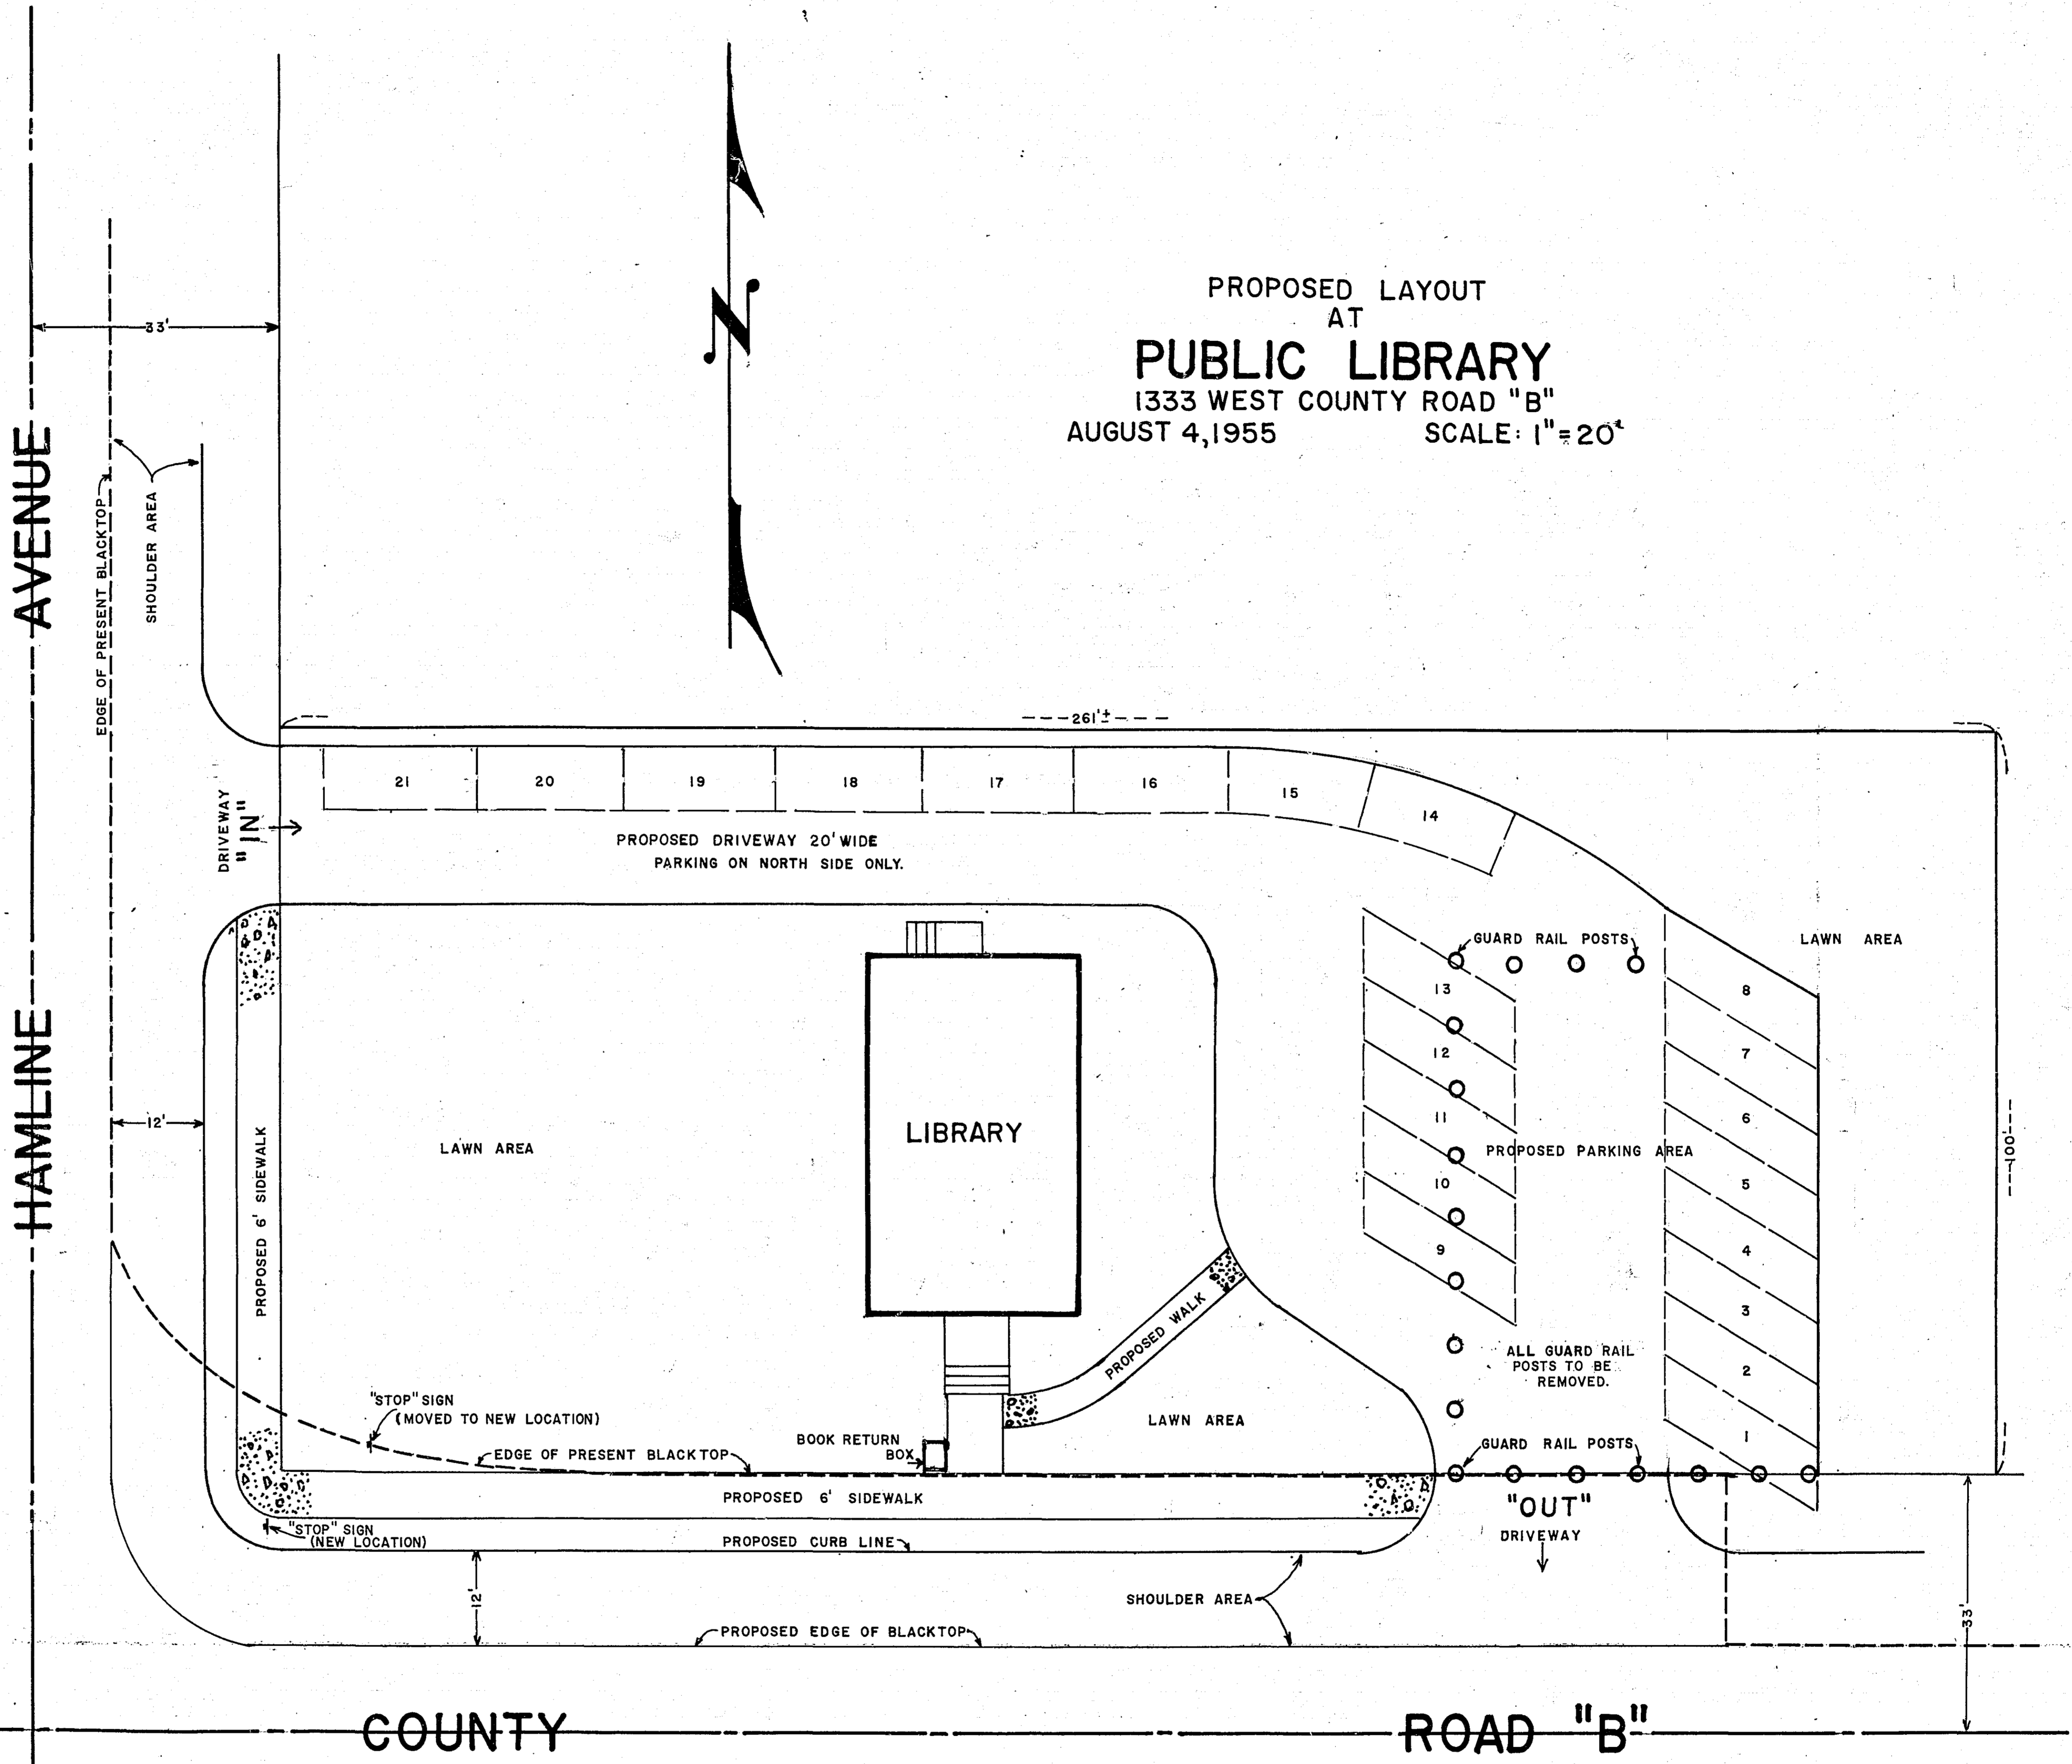 PROPOSED LAYOUT
AT
PUBLIC LIBRARY
1333 WEST COUNTY ROAD "B"
AUGUST 4, 1955
SCALE: 1"=20'
N
33'
HAMLINE AVENUE
EDGE OF PRESENT BLACKTOP
SHOULDER AREA
261'±
21
20
19
18
17
16
15
14
DRIVEWAY
"IN"
PROPOSED DRIVEWAY 20' WIDE
PARKING ON NORTH SIDE ONLY.
GUARD RAIL POSTS
LAWN AREA
13
12
11
10
9
8
7
6
5
4
3
2
1
PROPOSED PARKING AREA
100'
12'
PROPOSED 6' SIDEWALK
LAWN AREA
LIBRARY
PROPOSED WALK
ALL GUARD RAIL
POSTS TO BE
REMOVED.
"STOP" SIGN
(MOVED TO NEW LOCATION)
EDGE OF PRESENT BLACKTOP
BOOK RETURN
BOX
LAWN AREA
GUARD RAIL POSTS
PROPOSED 6' SIDEWALK
"OUT"
DRIVEWAY
"STOP" SIGN
(NEW LOCATION)
PROPOSED CURB LINE
12'
SHOULDER AREA
33'
PROPOSED EDGE OF BLACKTOP
COUNTY ROAD "B"